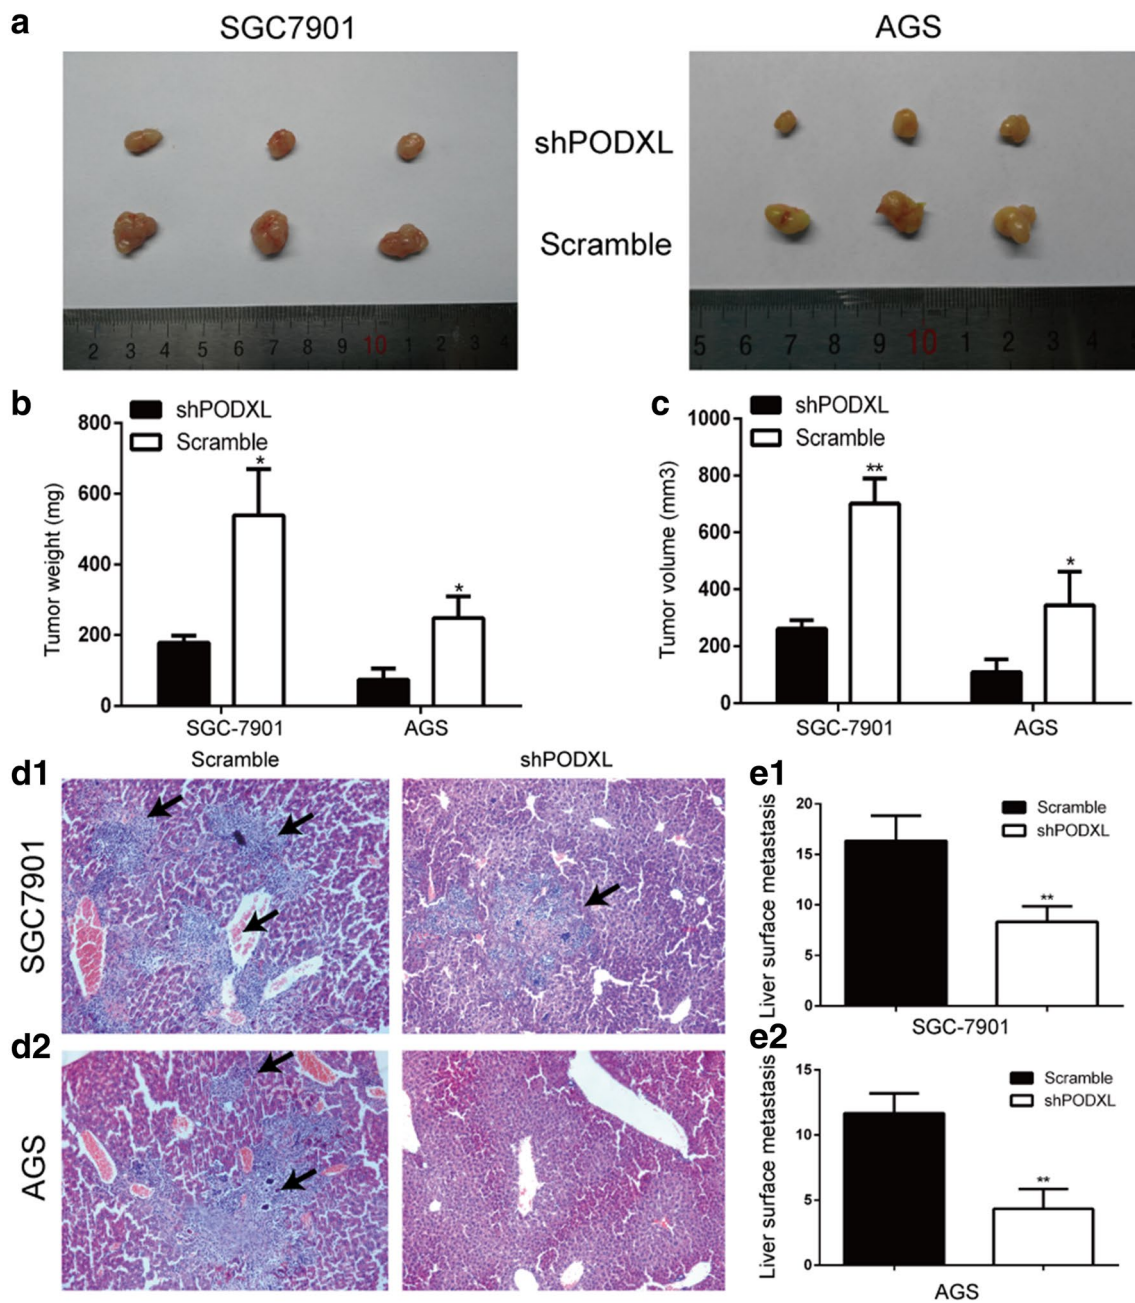 a
SGC7901
AGS
shPODXL
Scramble
2 3 4 5 6 7 8 9 10 1 2 3 4
5 6 7 8 9 10 1 2 3 4
b
shPODXL
Scramble
Tumor weight (mg)
800
600
400
200
0
*
*
SGC-7901
AGS
c
shPODXL
Scramble
Tumor volume (mm3)
1000
800
600
400
200
0
**
*
SGC-7901
AGS
Scramble
shPODXL
d1
SGC7901
d2
AGS
e1
Liver surface metastasis
20
15
10
5
0
Scramble
shPODXL
**
SGC-7901
e2
Liver surface metastasis
15
10
5
0
Scramble
shPODXL
**
AGS